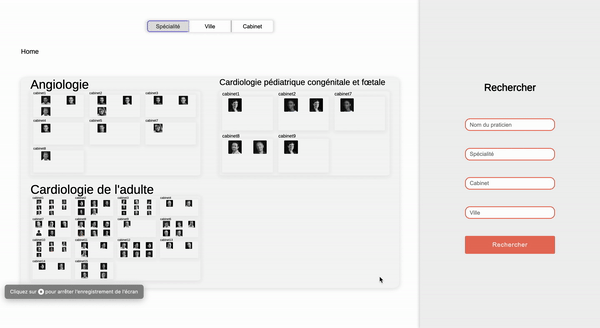 Spécialité Ville Cabinet
Home
Angiologie
cabinet1 cabinet2 cabinet3
cabinet4 cabinet5 cabinet7
cabinet8
Cardiologie pédiatrique congénitale et fœtale
cabinet1 cabinet2 cabinet7
cabinet8 cabinet9
Cardiologie de l'adulte
Cliquez sur pour arrêter l'enregistrement de l'écran
Rechercher
Nom du praticien
Spécialité
Cabinet
Ville
Rechercher